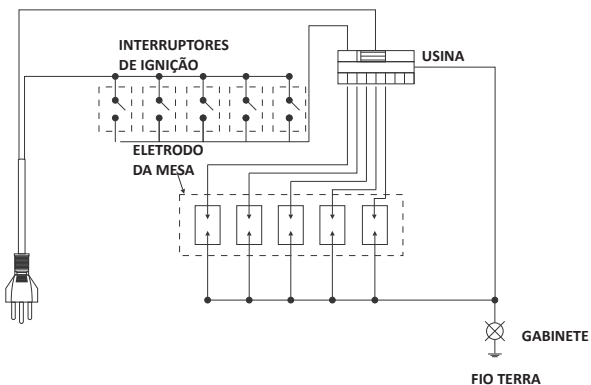 INTERRUPTORES
DE IGNIÇÃO
USINA
ELETRODO
DA MESA
GABINETE
FIO TERRA